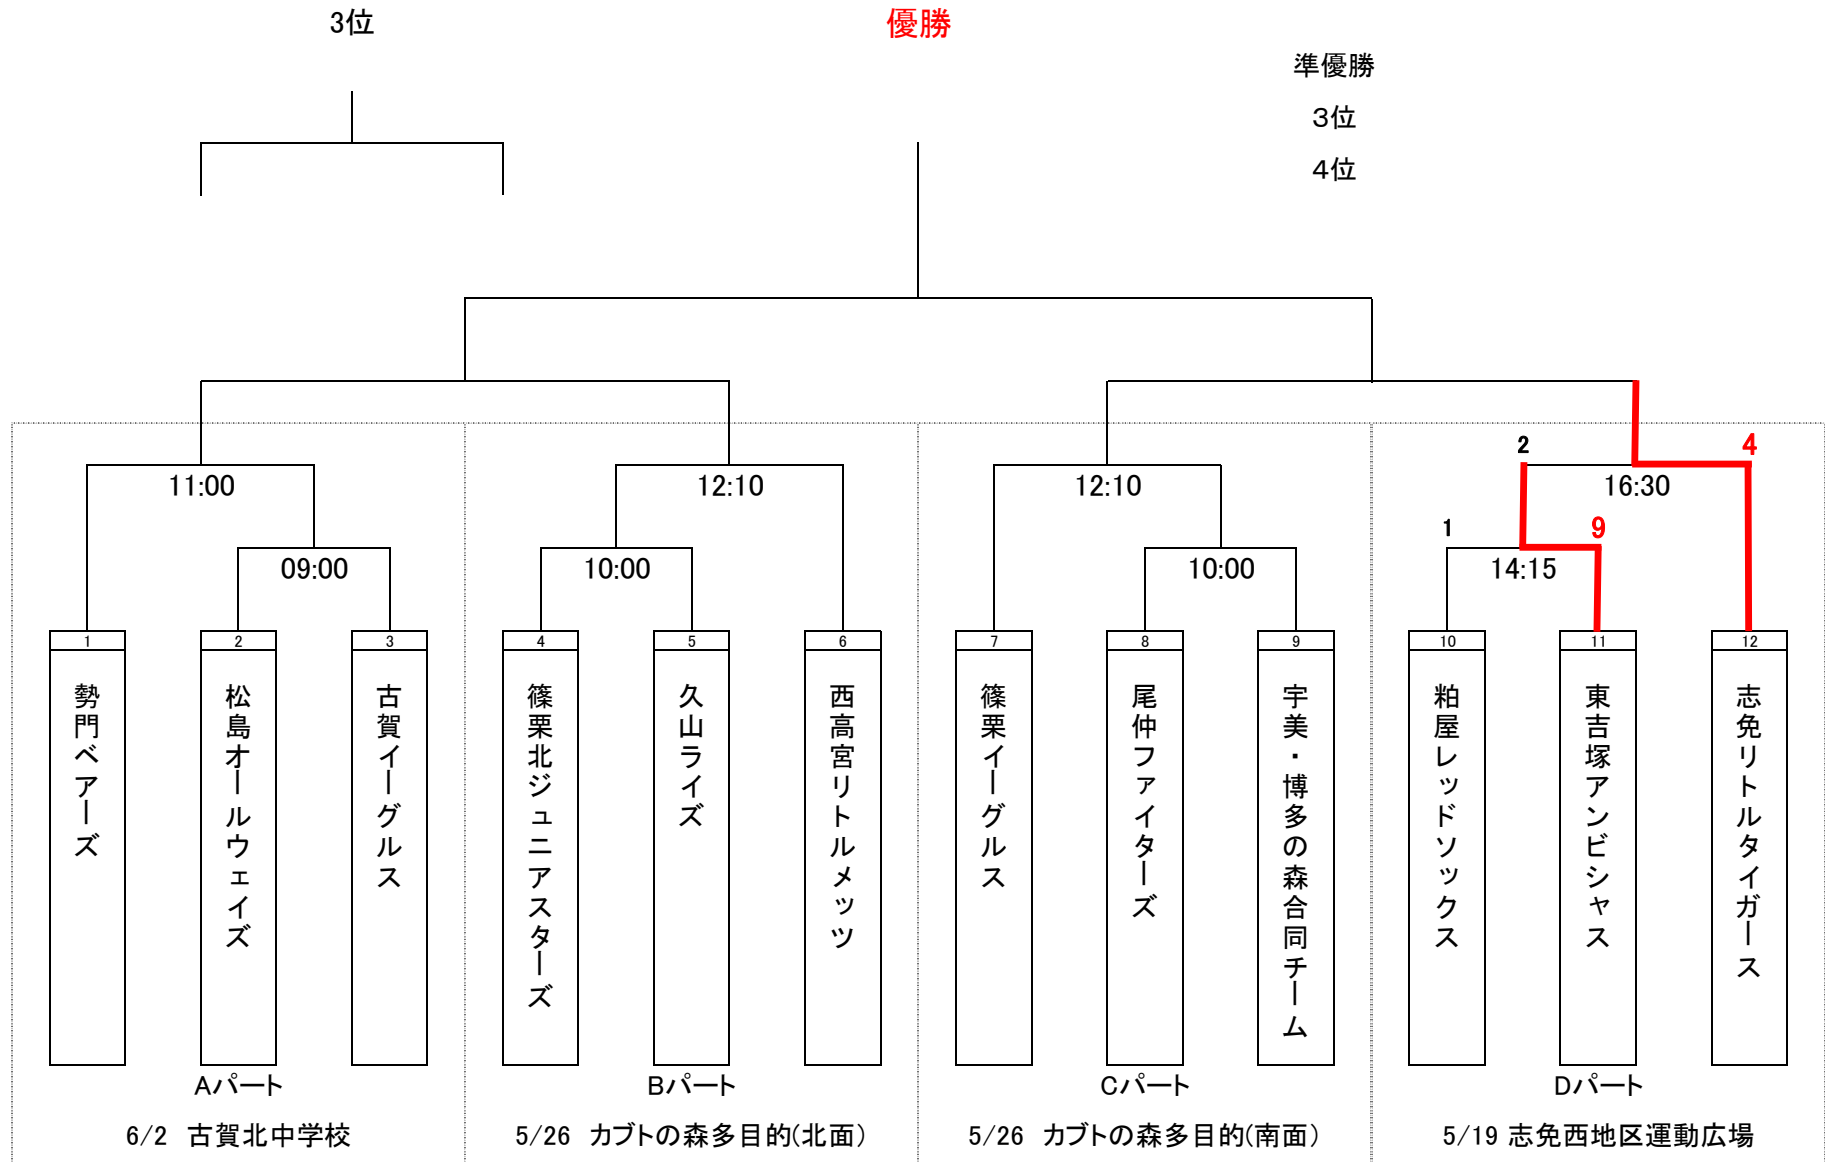 3位
優勝
準優勝
3位
4位
2
4
11:00
12:10
12:10
16:30
1
9
09:00
10:00
10:00
14:15
1
2
3
4
5
6
7
8
9
10
11
12
勢門ベアーズ
松島オールウェイズ
古賀イーグルス
篠栗北ジュニアスターズ
久山ライズ
西高宮リトルメッツ
篠栗イーグルス
尾仲ファイターズ
宇美・博多の森合同チーム
粕屋レッドソックス
東吉塚アンビシャス
志免リトルタイガース
Aパート
Bパート
Cパート
Dパート
6/2 古賀北中学校
5/26 カブトの森多目的(北面)
5/26 カブトの森多目的(南面)
5/19 志免西地区運動広場